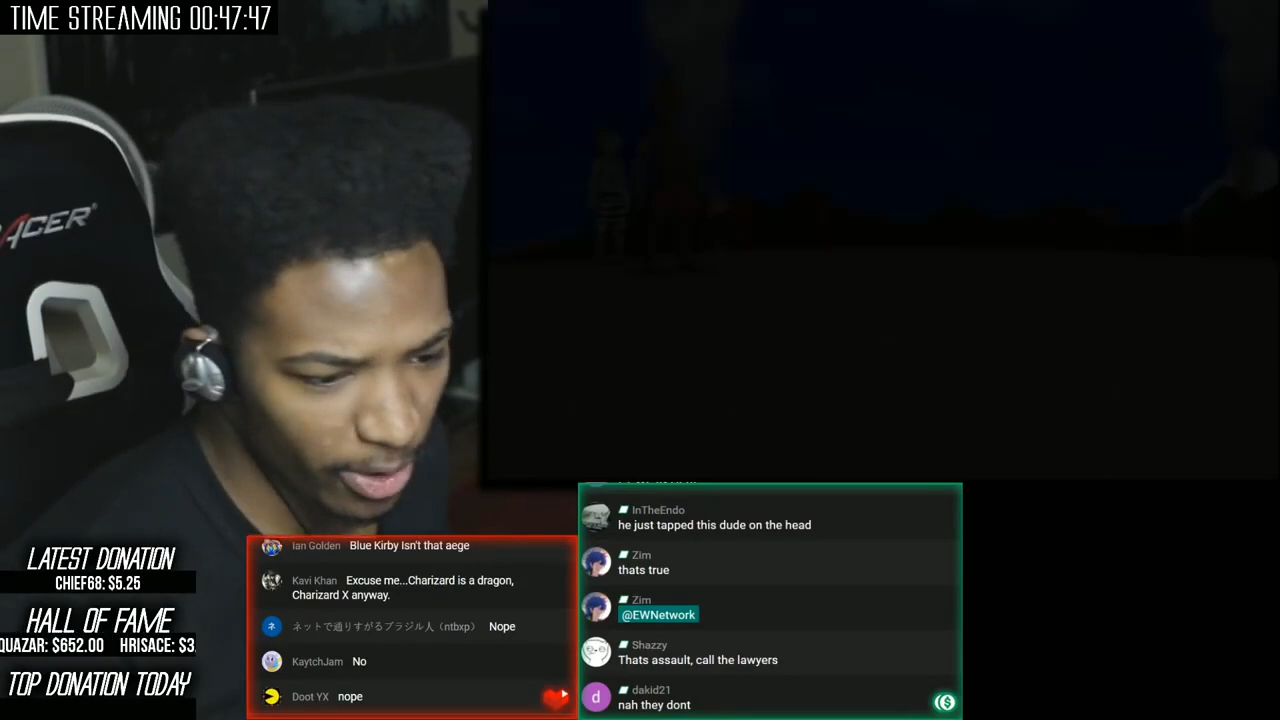 TIME STREAMING 00:47:47
ACER
LATEST DONATION
CHIEF68: $5.25
HALL OF FAME
QUAZAR: $652.00 HRISACE: $3
TOP DONATION TODAY
Ian Golden Blue Kirby Isn't that aege
Kavi Khan Excuse me...Charizard is a dragon,
Charizard X anyway.
ネ ネットで通りすがるブラジル人（ntbxp） Nope
KaytchJam No
Doot YX nope
InTheEndo
he just tapped this dude on the head
Zim
thats true
Zim
@EWNetwork
Shazzy
Thats assault, call the lawyers
d dakid21
nah they dont